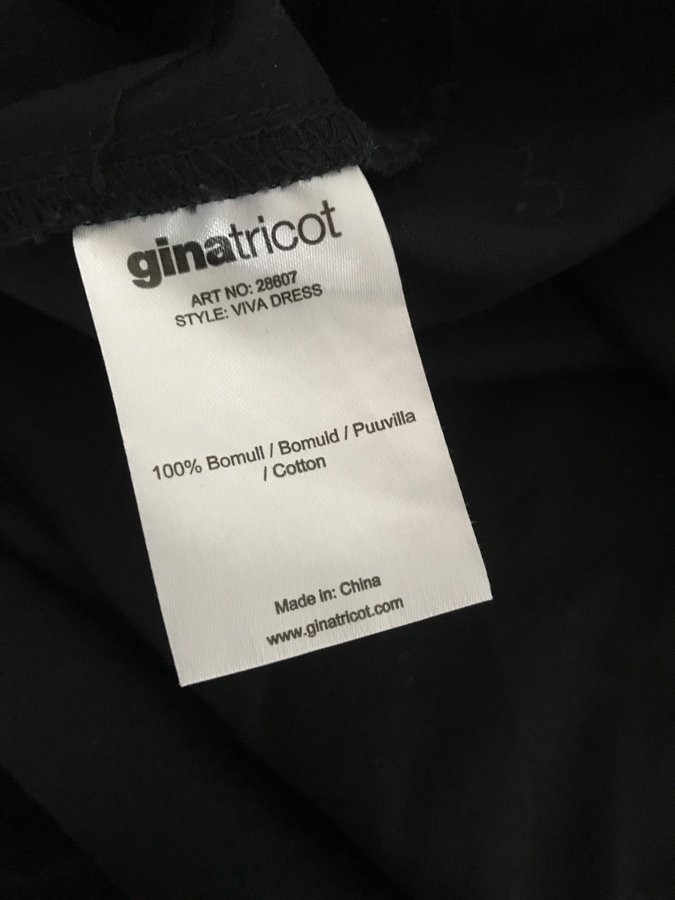 ginatricot
ART NO: 28607
STYLE: VIVA DRESS
100% Bomull / Bomuld / Puuvilla
/ Cotton
Made in: China
www.ginatricot.com